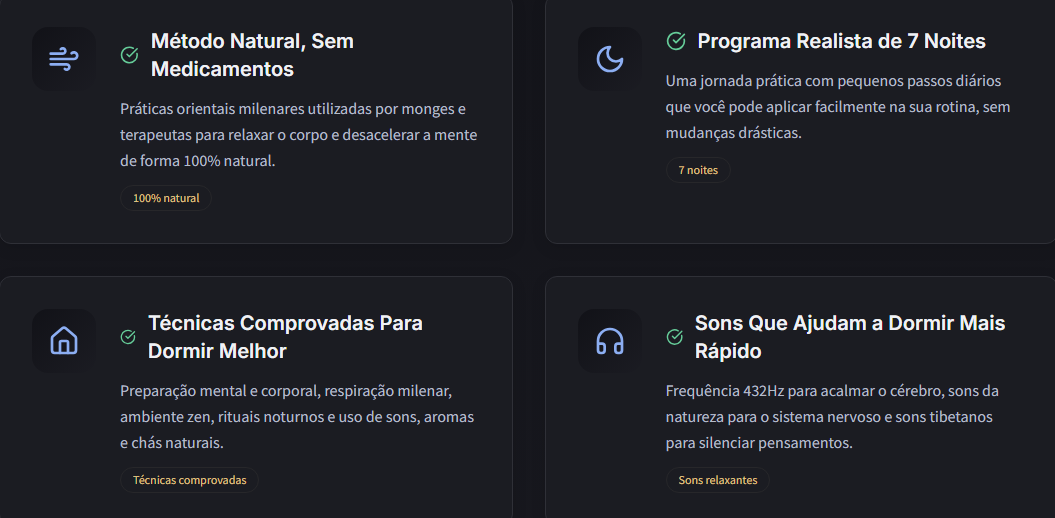 Método Natural, Sem
Medicamentos
Práticas orientais milenares utilizadas por monges e
terapeutas para relaxar o corpo e desacelerar a mente
de forma 100% natural.
100% natural
Programa Realista de 7 Noites
Uma jornada prática com pequenos passos diários
que você pode aplicar facilmente na sua rotina, sem
mudanças drásticas.
7 noites
Técnicas Comprovadas Para
Dormir Melhor
Preparação mental e corporal, respiração milenar,
ambiente zen, rituais noturnos e uso de sons, aromas
e chás naturais.
Técnicas comprovadas
Sons Que Ajudam a Dormir Mais
Rápido
Frequência 432Hz para acalmar o cérebro, sons da
natureza para o sistema nervoso e sons tibetanos
para silenciar pensamentos.
Sons relaxantes